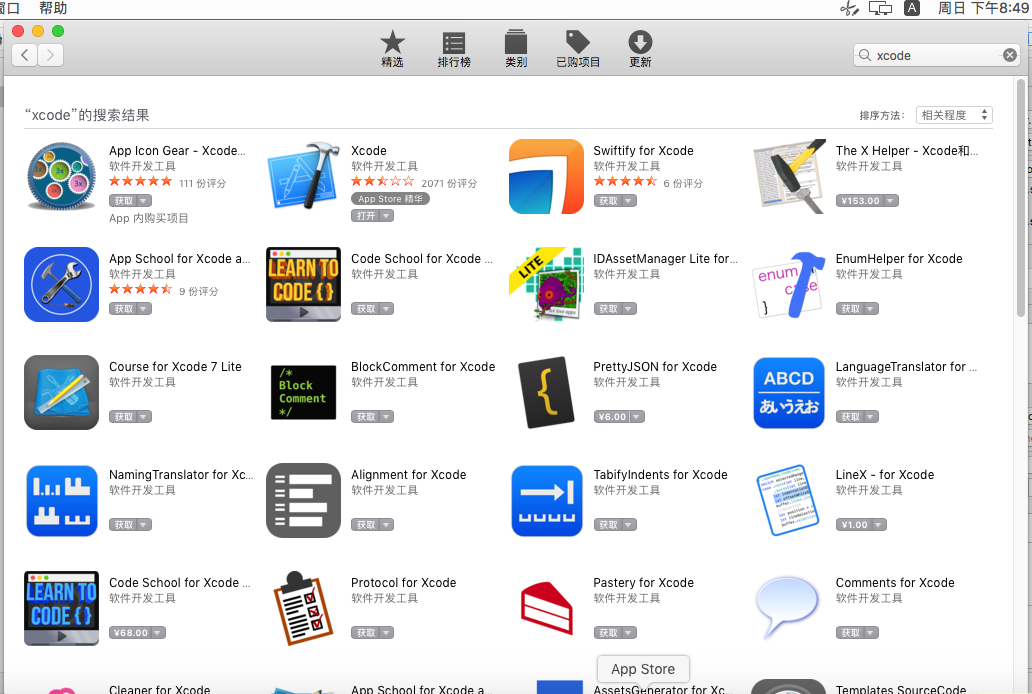 窗口 帮助
A 周日 下午8:49
精选 排行榜 类别 已购项目 更新
xcode
“xcode”的搜索结果
排序方法： 相关程度
App Icon Gear - Xcode...
软件开发工具
111 份评分
获取
App 内购买项目
Xcode
软件开发工具
2071 份评分
App Store 精华
打开
Swiftify for Xcode
软件开发工具
6 份评分
获取
The X Helper - Xcode和...
软件开发工具
¥153.00
App School for Xcode a...
软件开发工具
9 份评分
获取
LEARN TO
CODE {}
Code School for Xcode ...
软件开发工具
获取
LITE
IDAssetManager Lite for...
软件开发工具
获取
enum
case
}
EnumHelper for Xcode
软件开发工具
获取
Course for Xcode 7 Lite
软件开发工具
获取
/*
Block
Comment
*/
BlockComment for Xcode
软件开发工具
获取
{
PrettyJSON for Xcode
软件开发工具
¥6.00
ABCD
あいうえお
LanguageTranslator for ...
软件开发工具
获取
NamingTranslator for Xc...
软件开发工具
获取
Alignment for Xcode
软件开发工具
获取
TabifyIndents for Xcode
软件开发工具
获取
LineX - for Xcode
软件开发工具
¥1.00
LEARN TO
CODE {}
Code School for Xcode ...
软件开发工具
¥68.00
Protocol for Xcode
软件开发工具
获取
Pastery for Xcode
软件开发工具
获取
Comments for Xcode
软件开发工具
获取
App Store
Cleaner for Xcode
App School for Xcode a...
AssetsGenerator for Xc...
Templates SourceCode